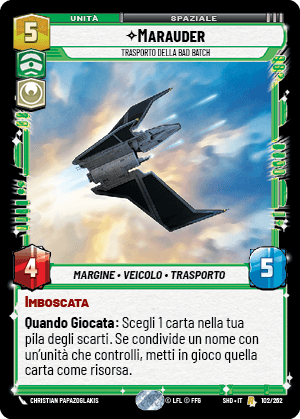 5
UNITÀ
SPAZIALE
✧MARAUDER
TRASPORTO DELLA BAD BATCH
4
5
MARGINE • VEICOLO • TRASPORTO
IMBOSCATA
Quando Giocata: Scegli 1 carta nella tua
pila degli scarti. Se condivide un nome con
un'unità che controlli, metti in gioco quella
carta come risorsa.
CHRISTIAN PAPAZOGLAKIS
© LFL © FFG
SHD • IT
102/262